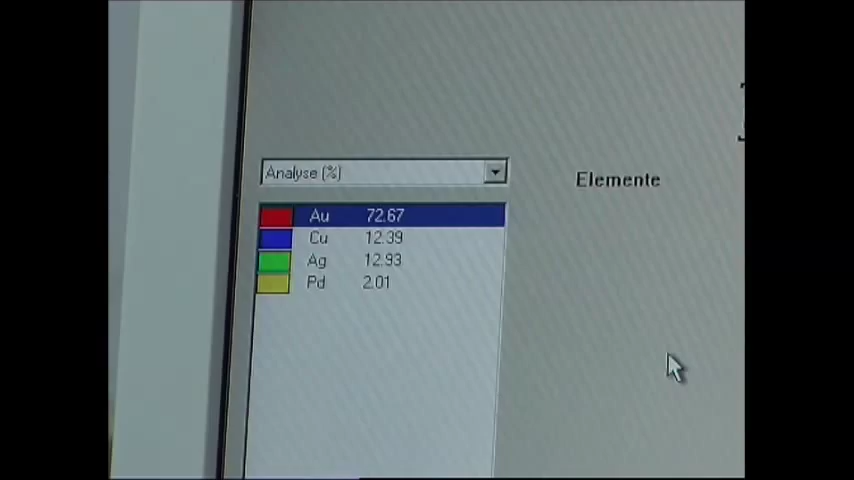 Analyse (%)
Elemente
Au 72.67
Cu 12.39
Ag 12.93
Pd 2.01